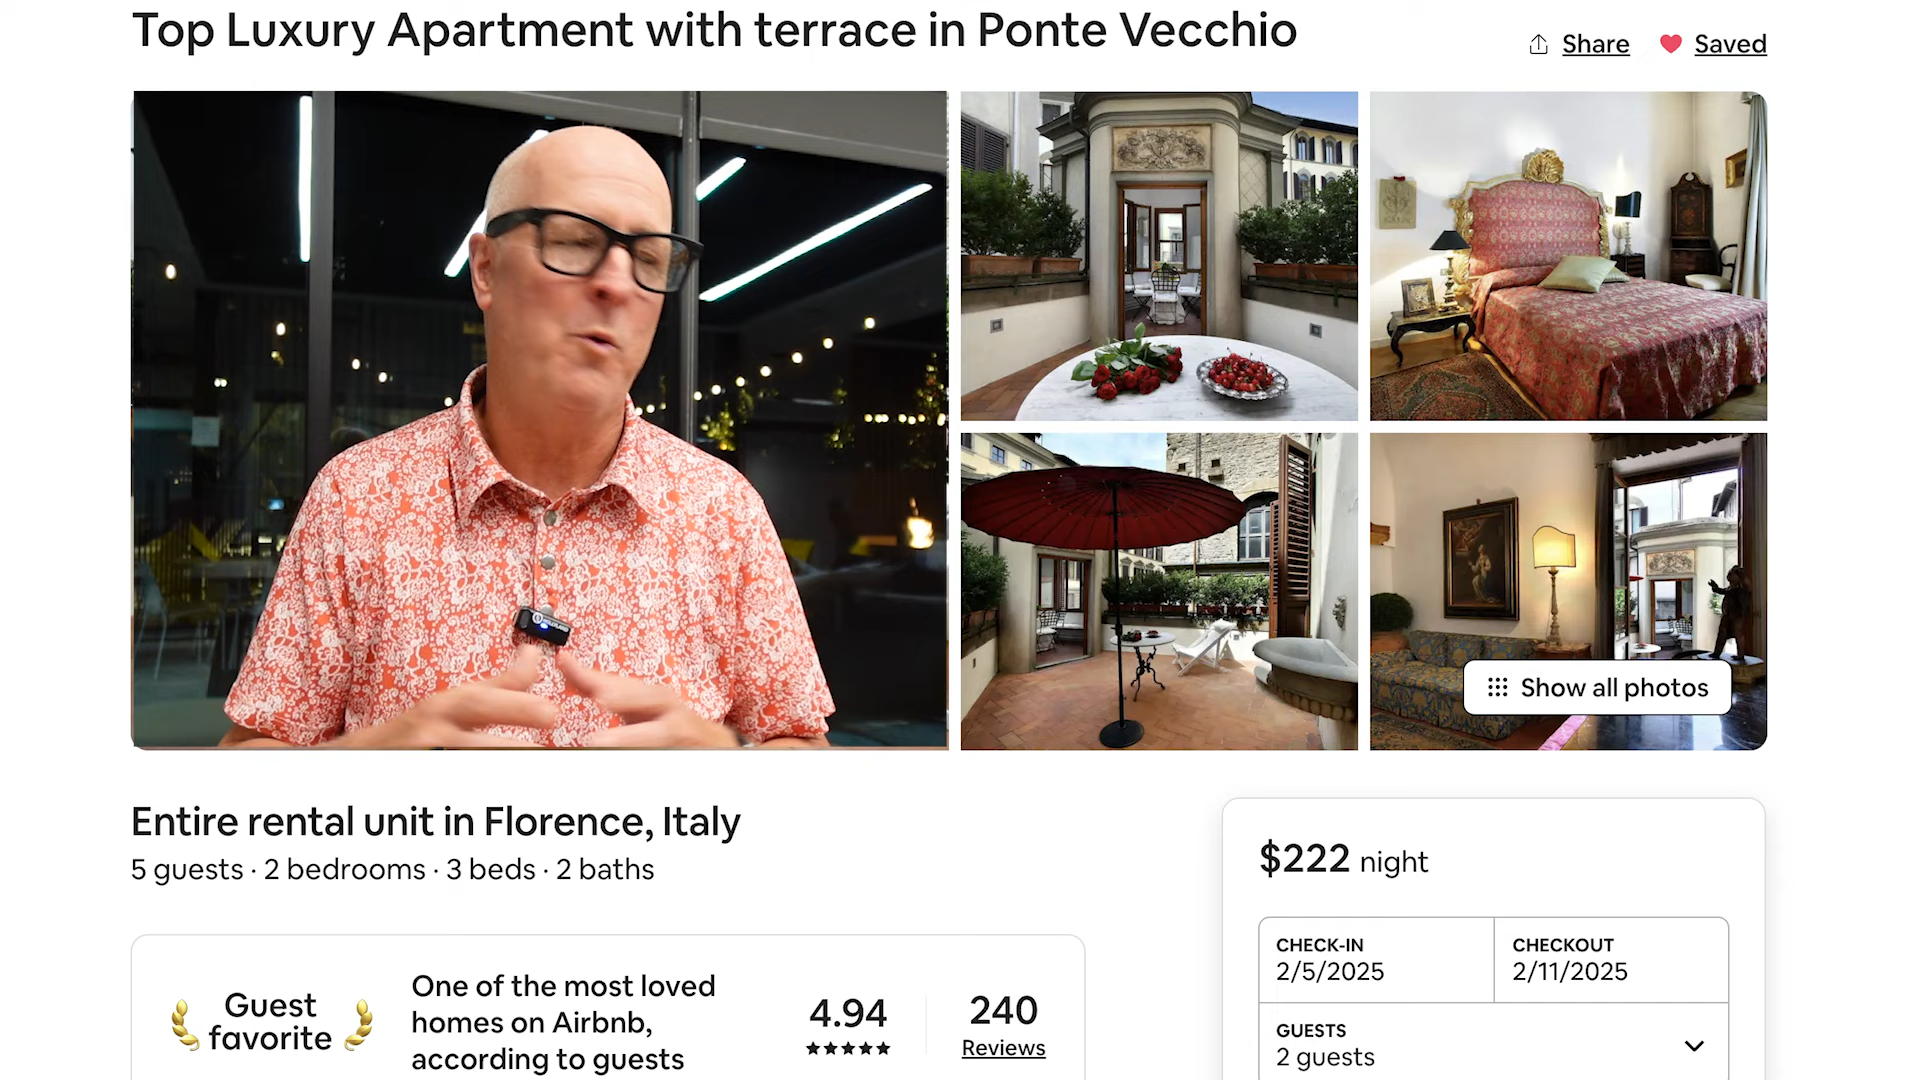 Top Luxury Apartment with terrace in Ponte Vecchio
Share
Saved
Show all photos
Entire rental unit in Florence, Italy
5 guests · 2 bedrooms · 3 beds · 2 baths
Guest
favorite
One of the most loved
homes on Airbnb,
according to guests
4.94
240
Reviews
$222 night
CHECK-IN
2/5/2025
CHECKOUT
2/11/2025
GUESTS
2 guests